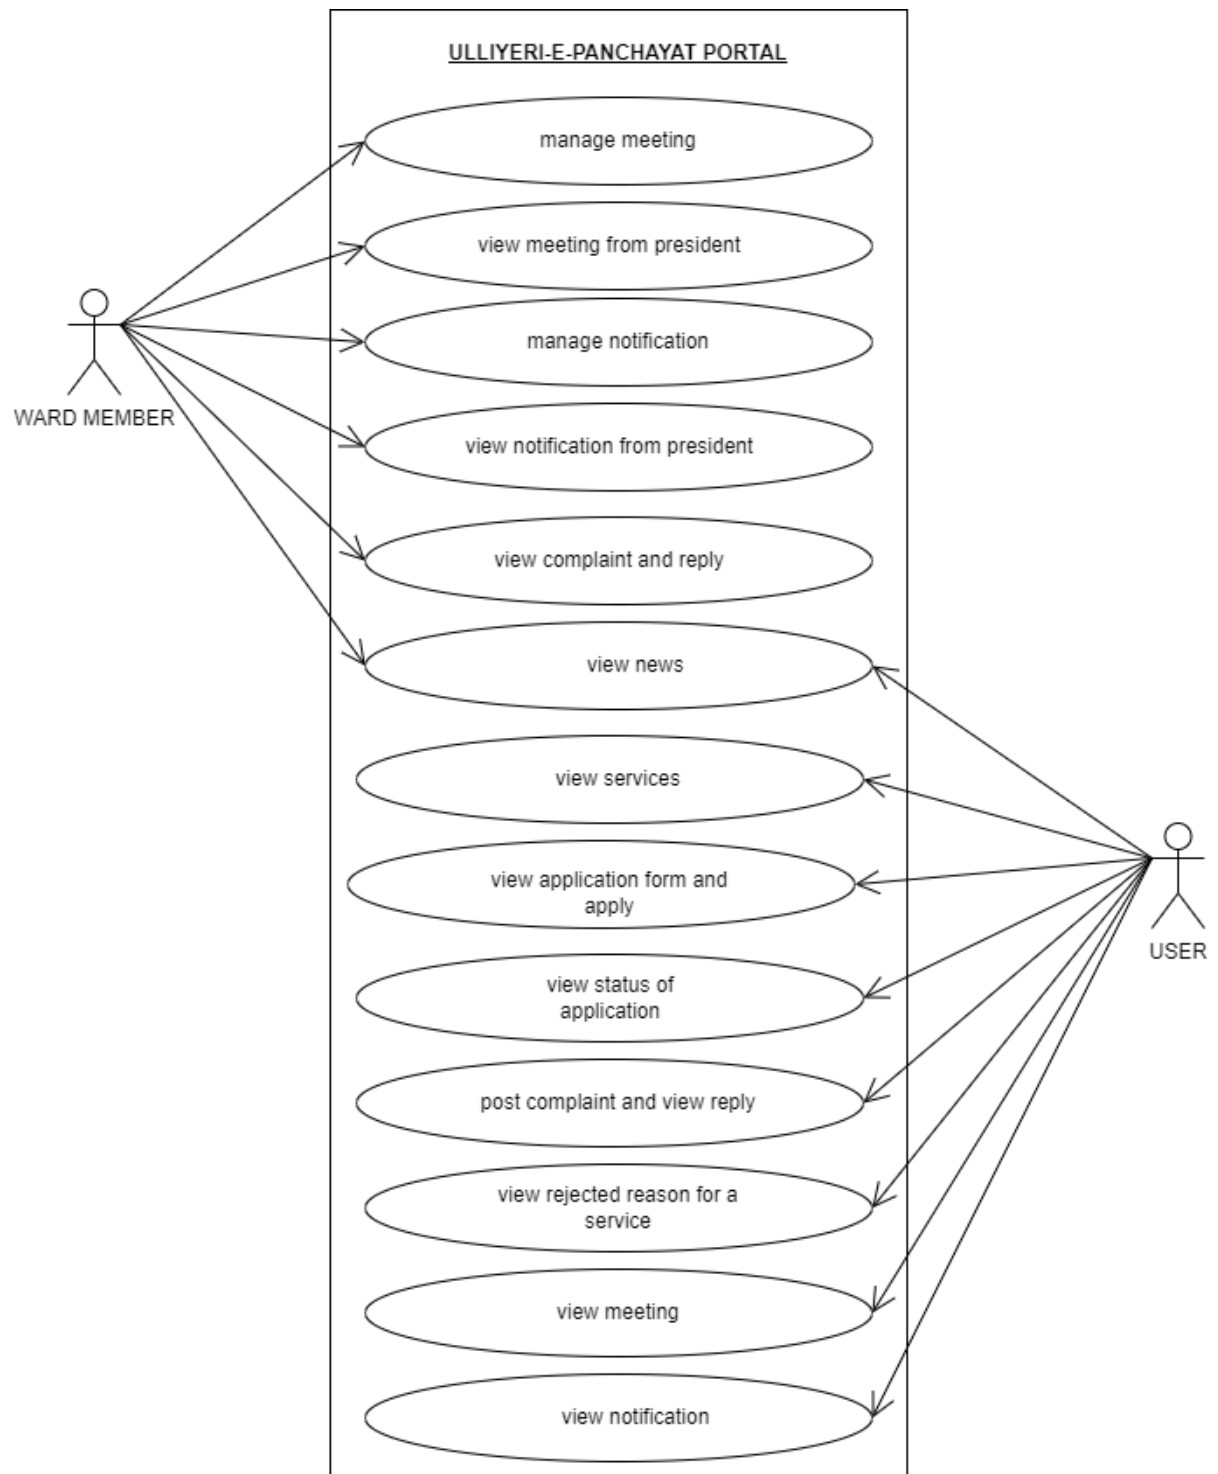 ULLIYERI-E-PANCHAYAT PORTAL
manage meeting
view meeting from president
manage notification
WARD MEMBER
view notification from president
view complaint and reply
view news
view services
view application form and
apply
USER
view status of
application
post complaint and view reply
view rejected reason for a
service
view meeting
view notification